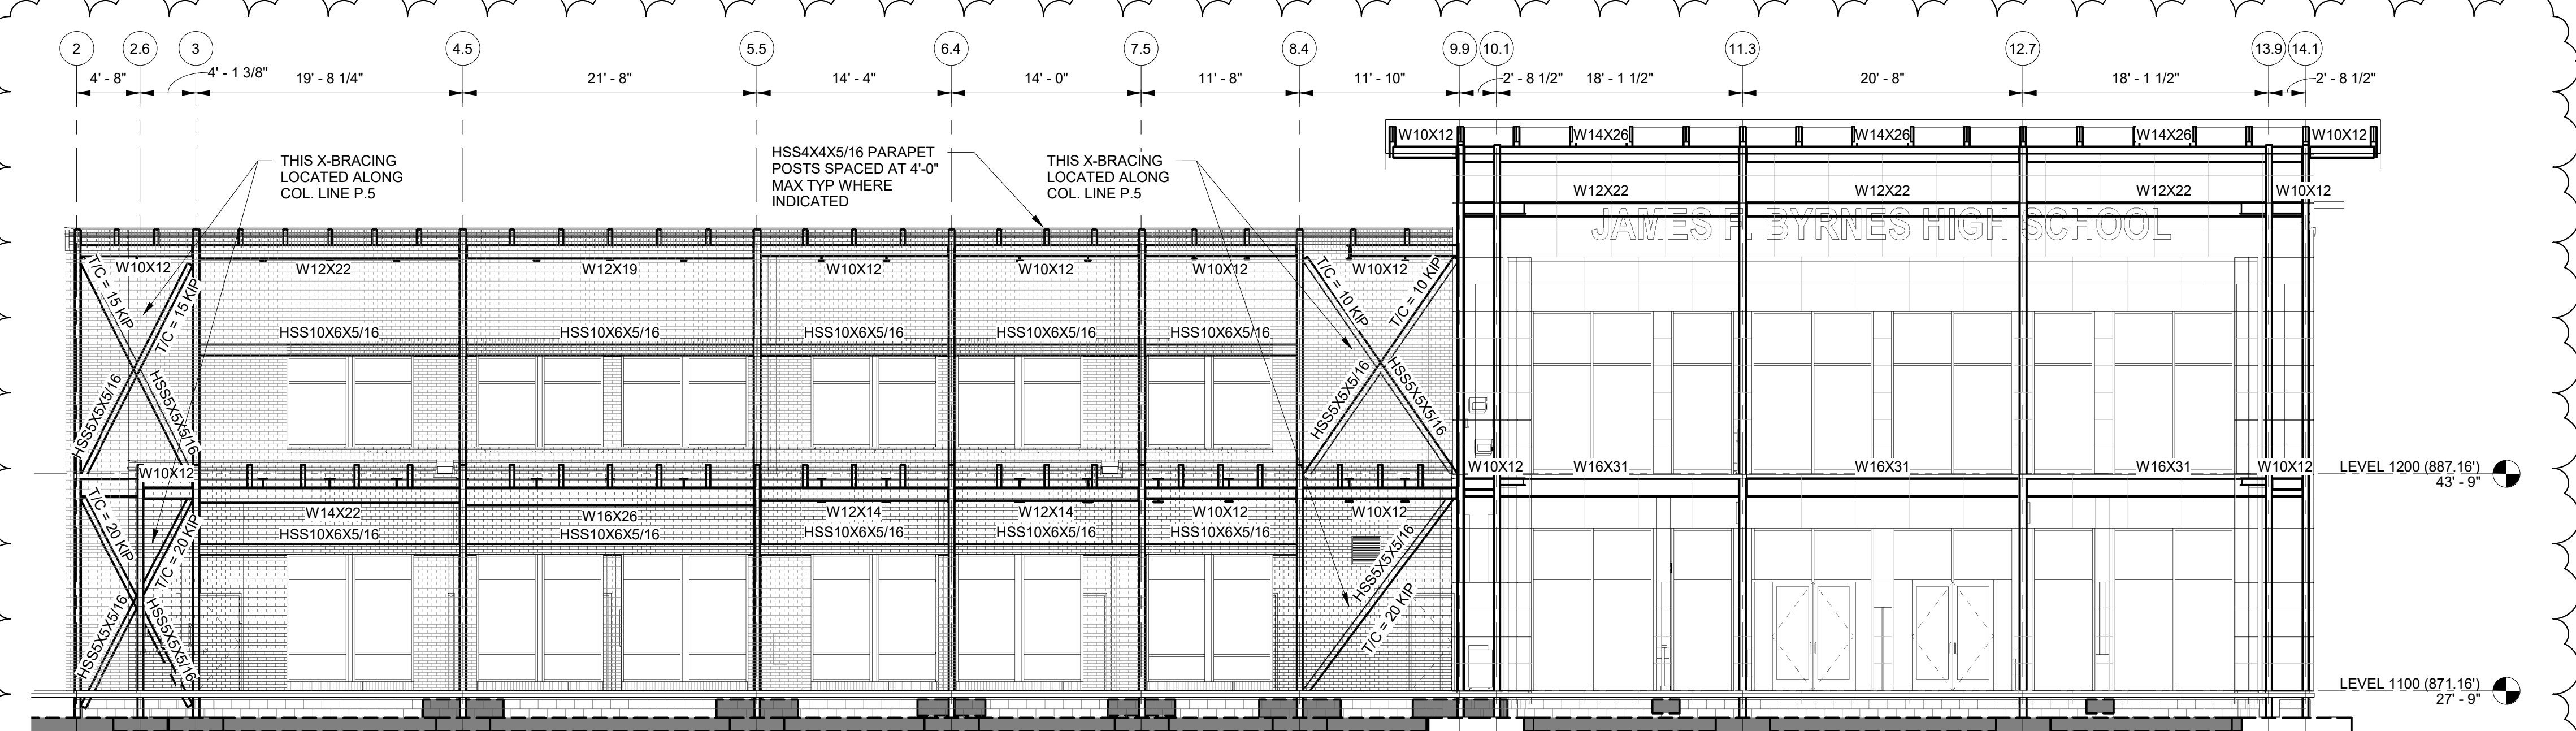 2 2.6 3 4.5 5.5 6.4 7.5 8.4 9.9 10.1 11.3 12.7 13.9 14.1
4' - 8" 4' - 1 3/8" 19' - 8 1/4" 21' - 8" 14' - 4" 14' - 0" 11' - 8" 11' - 10" 2' - 8 1/2" 18' - 1 1/2" 20' - 8" 18' - 1 1/2" 2' - 8 1/2"
W10X12 W14X26 W14X26 W14X26 W10X12
THIS X-BRACING
LOCATED ALONG
COL. LINE P.5
HSS4X4X5/16 PARAPET
POSTS SPACED AT 4'-0"
MAX TYP WHERE
INDICATED
THIS X-BRACING
LOCATED ALONG
COL. LINE P.5
W12X22 W12X22 W12X22 W10X12
JAMES F. BYRNES HIGH SCHOOL
W10X12 W12X22 W12X19 W10X12 W10X12 W10X12 W10X12
T/C = 15 KIP
T/C = 15 KIP
T/C = 10 KIP
T/C = 10 KIP
HSS10X6X5/16 HSS10X6X5/16 HSS10X6X5/16 HSS10X6X5/16 HSS10X6X5/16
HSS5X5X5/16
HSS5X5X5/16
HSS5X5X5/16
HSS5X5X5/16
W10X12 W10X12 W16X31 W16X31 W16X31 W10X12
LEVEL 1200 (887.16')
43' - 9"
T/C = 20 KIP
T/C = 20 KIP
W14X22 W16X26 W12X14 W12X14 W10X12 W10X12
HSS10X6X5/16 HSS10X6X5/16 HSS10X6X5/16 HSS10X6X5/16 HSS10X6X5/16
HSS5X5X5/16
HSS5X5X5/16
HSS5X5X5/16
T/C = 20 KIP
LEVEL 1100 (871.16')
27' - 9"